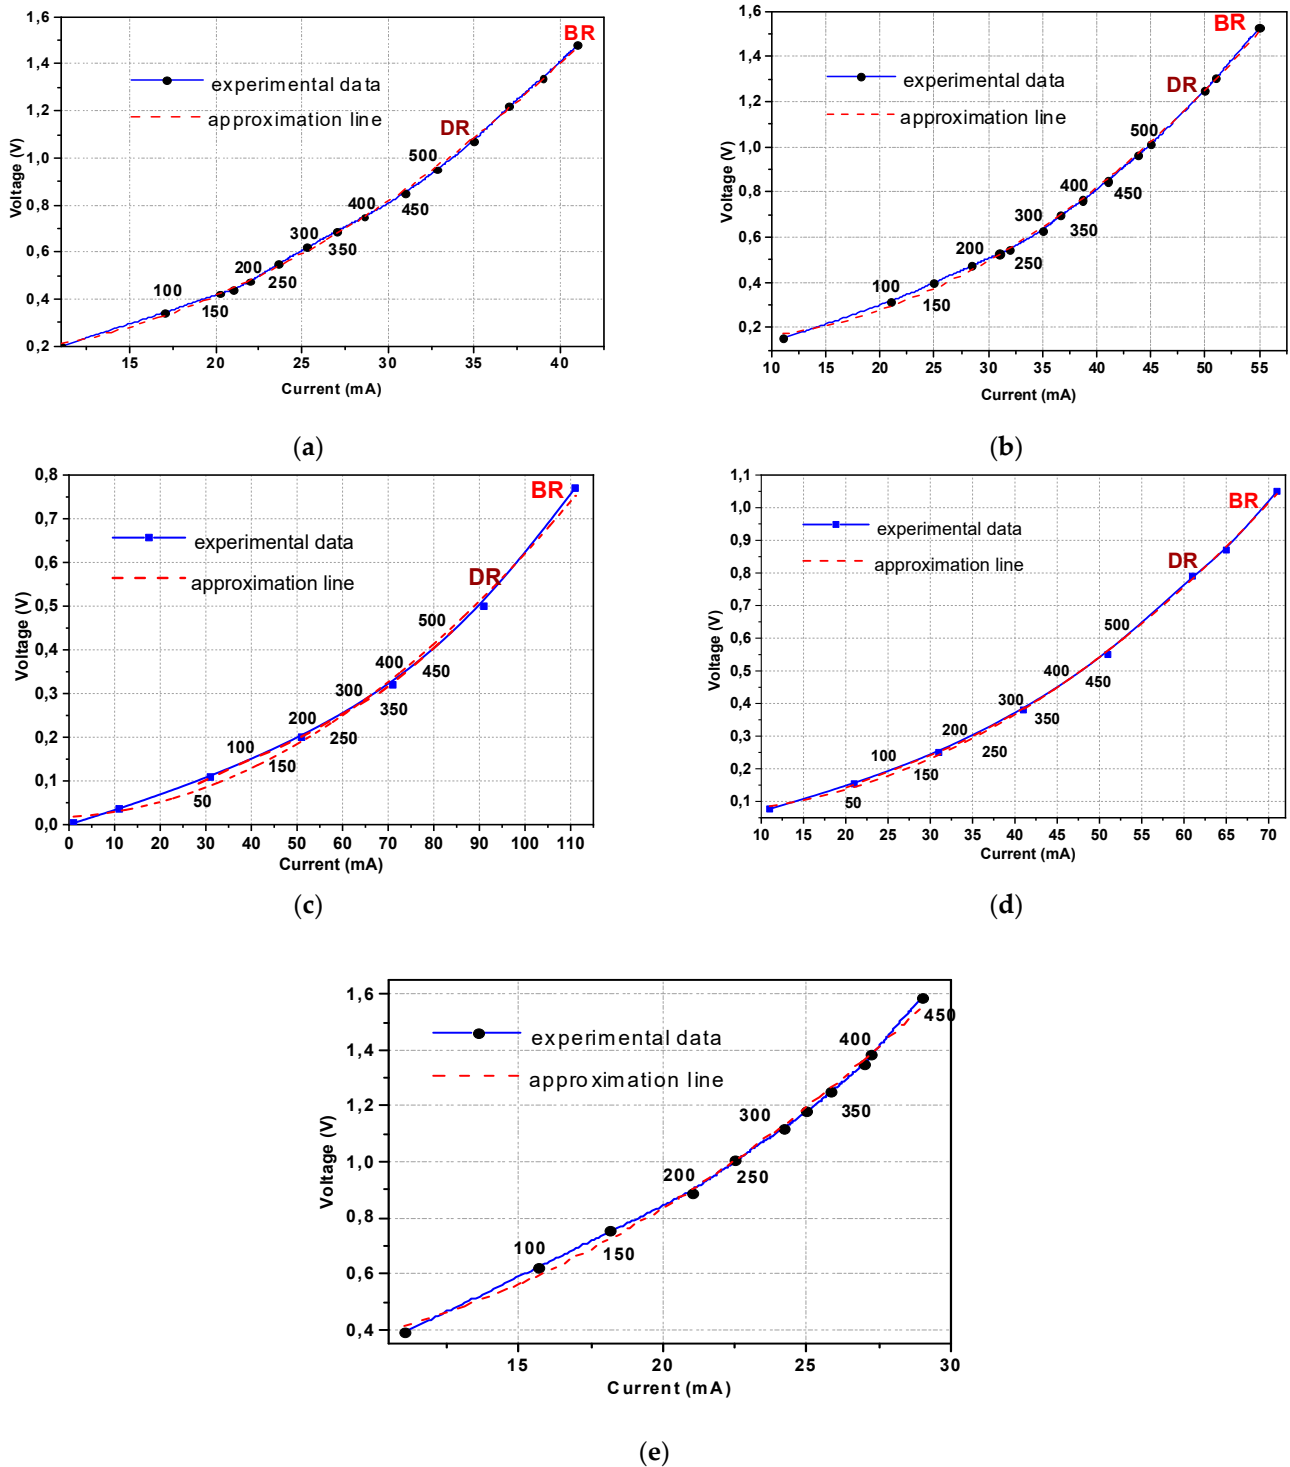 1,6
1,4
1,2
1,0
0,8
0,6
0,4
0,2
Voltage (V)
experimental data
approximation line
BR
DR
500
400
450
300
350
200
250
100
150
15 20 25 30 35 40
Current (mA)
(a)
1,6
1,4
1,2
1,0
0,8
0,6
0,4
0,2
Voltage (V)
experimental data
approximation line
BR
DR
500
400
450
300
350
200
250
100
150
10 15 20 25 30 35 40 45 50 55
Current (mA)
(b)
0,8
0,7
0,6
0,5
0,4
0,3
0,2
0,1
0,0
Voltage (V)
experimental data
approximation line
BR
DR
500
400
450
300
350
200
250
100
150
50
0 10 20 30 40 50 60 70 80 90 100 110
Current (mA)
(c)
1,1
1,0
0,9
0,8
0,7
0,6
0,5
0,4
0,3
0,2
0,1
Voltage (V)
experimental data
approximation line
BR
DR
500
400
450
300
350
200
250
100
150
50
10 15 20 25 30 35 40 45 50 55 60 65 70
Current (mA)
(d)
1,6
1,4
1,2
1,0
0,8
0,6
0,4
Voltage (V)
experimental data
approximation line
450
400
350
300
250
200
150
100
15 20 25 30
Current (mA)
(e)